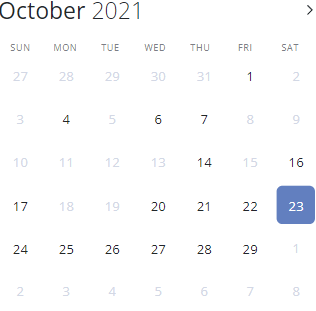 October 2021
SUN MON TUE WED THU FRI SAT
27 28 29 30 31 1 2
3 4 5 6 7 8 9
10 11 12 13 14 15 16
17 18 19 20 21 22 23
24 25 26 27 28 29 1
2 3 4 5 6 7 8